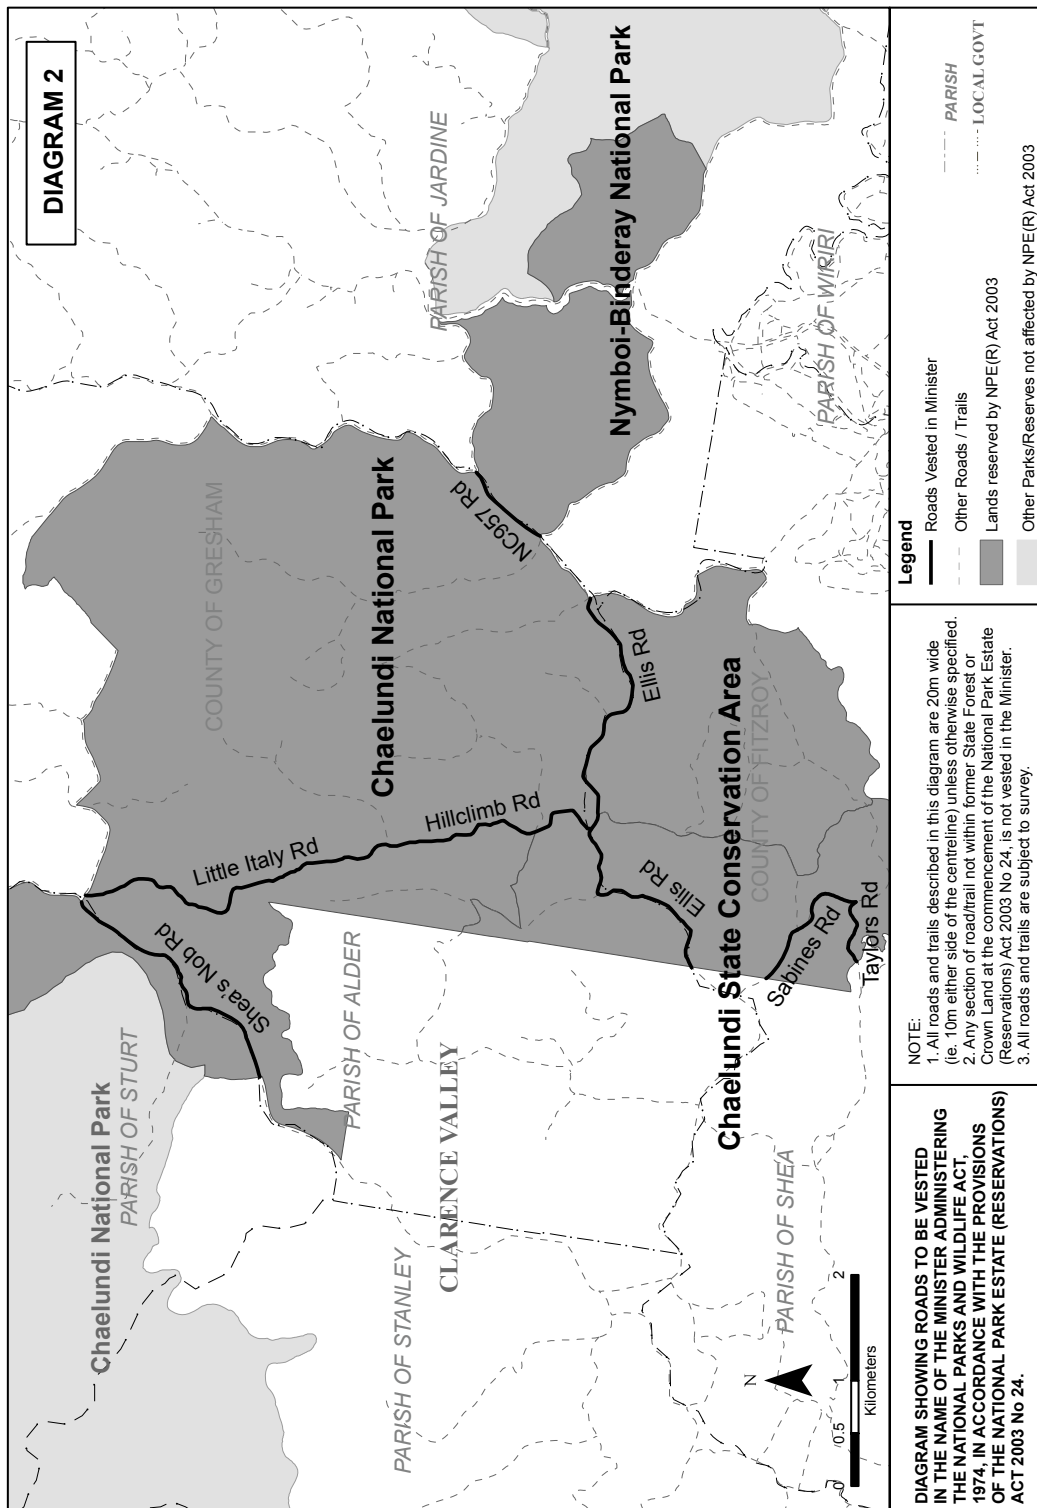 DIAGRAM 2
Chaelundi National Park
PARISH OF STURT
COUNTY OF GRESHAM
PARISH OF JARDINE
Shea's Nob Rd
Little Italy Rd
Hillclimb Rd
Chaelundi National Park
NC957 Rd
Nymboi-Binderay National Park
PARISH OF ALDER
CLARENCE VALLEY
PARISH OF STANLEY
Ellis Rd
Ellis Rd
Chaelundi State Conservation Area
COUNTY OF FITZROY
PARISH OF WIRIRI
PARISH OF SHEA
Sabines Rd
Taylors Rd
N
0 0.5 1 2
Kilometers
DIAGRAM SHOWING ROADS TO BE VESTED
IN THE NAME OF THE MINISTER ADMINISTERING
THE NATIONAL PARKS AND WILDLIFE ACT,
1974, IN ACCORDANCE WITH THE PROVISIONS
OF THE NATIONAL PARK ESTATE (RESERVATIONS)
ACT 2003 No 24.
NOTE:
1. All roads and trails described in this diagram are 20m wide
(ie. 10m either side of the centreline) unless otherwise specified.
2. Any section of road/trail not within former State Forest or
Crown Land at the commencement of the National Park Estate
(Reservations) Act 2003 No 24, is not vested in the Minister.
3. All roads and trails are subject to survey.
Legend
Roads Vested in Minister
Other Roads / Trails
Lands reserved by NPE(R) Act 2003
Other Parks/Reserves not affected by NPE(R) Act 2003
PARISH
LOCAL GOVT